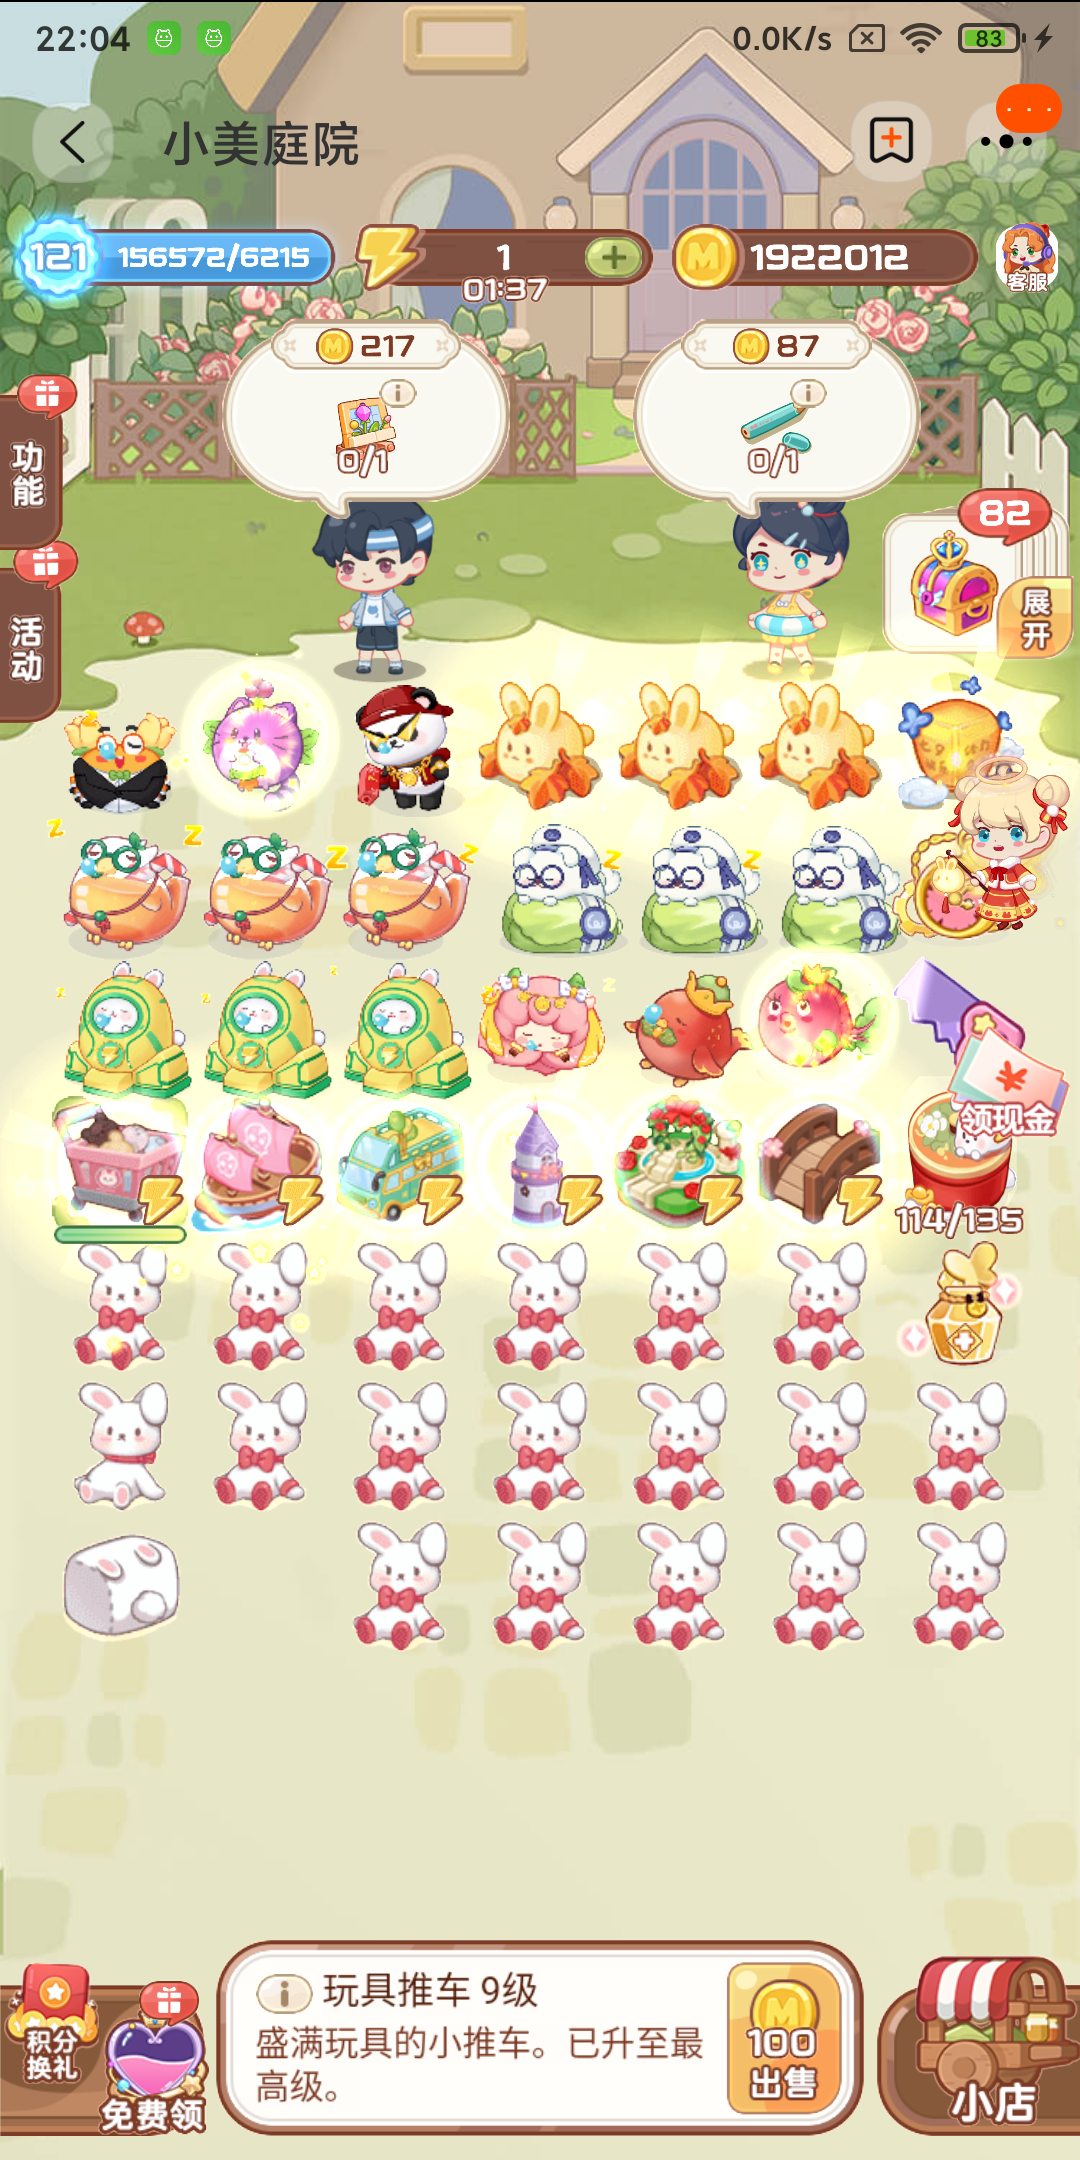 22:04
0.0K/s
83
小美庭院
121
156572/6215
1
01:37
1922012
客服
217
87
0/1
0/1
功能
活动
82
展开
领现金
114/135
玩具推车 9级
盛满玩具的小推车。已升至最
高级。
100
出售
积分
换礼
免费领
小店